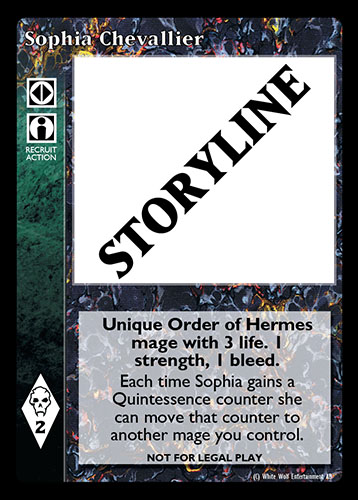 Sophia Chevallier
RECRUIT
ACTION
STORYLINE
Unique Order of Hermes
mage with 3 life. 1
strength, 1 bleed.
Each time Sophia gains a
Quintessence counter she
can move that counter to
another mage you control.
2
NOT FOR LEGAL PLAY
(C) White Wolf Entertainment AB